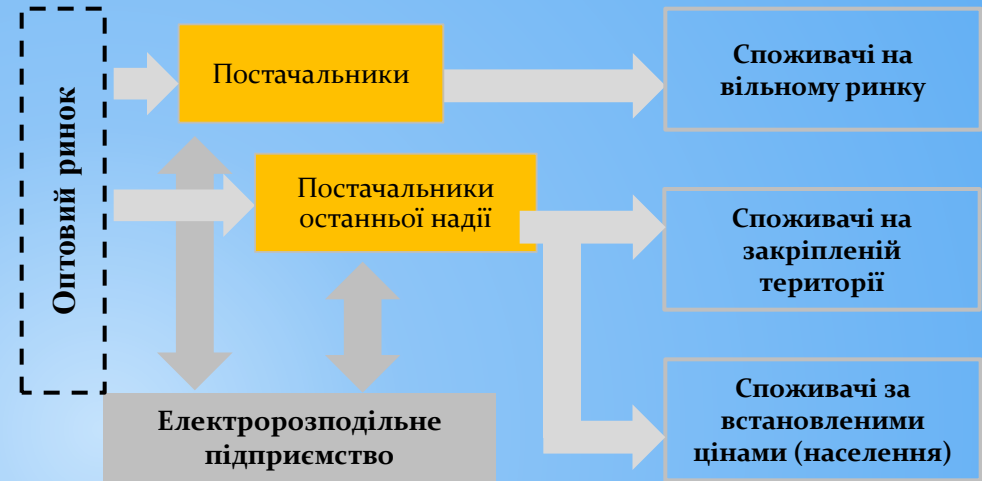 Оптовий ринок
Постачальники
Споживачі на
вільному ринку
Постачальники
останньої надії
Споживачі на
закріпленій
території
Електророзподільне
підприємство
Споживачі за
встановленими
цінами (населення)